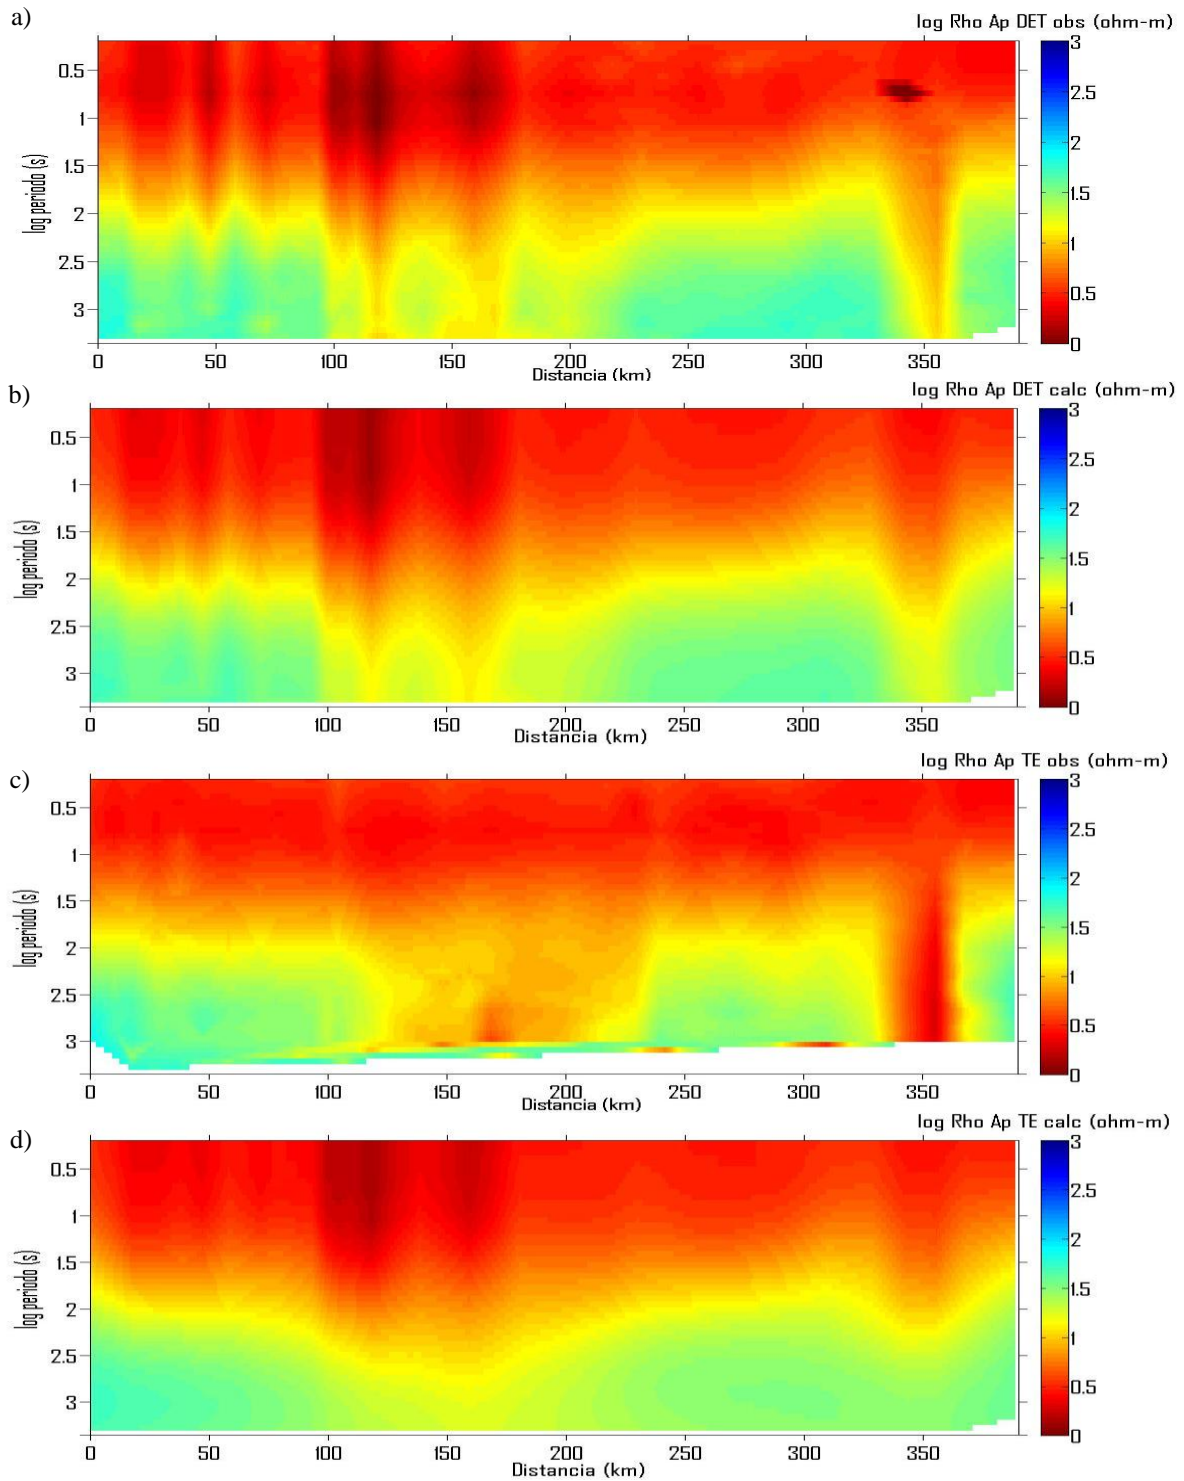 a)
log Rho Ap DET obs (ohm-m)
0.5
1
1.5
2
2.5
3
log periodo (s)
0 50 100 150 200 250 300 350
Distancia (km)
3
2.5
2
1.5
1
0.5
0
b)
log Rho Ap DET calc (ohm-m)
0.5
1
1.5
2
2.5
3
log periodo (s)
0 50 100 150 200 250 300 350
Distancia (km)
3
2.5
2
1.5
1
0.5
0
c)
log Rho Ap TE obs (ohm-m)
0.5
1
1.5
2
2.5
3
log periodo (s)
0 50 100 150 200 250 300 350
Distancia (km)
3
2.5
2
1.5
1
0.5
0
d)
log Rho Ap TE calc (ohm-m)
0.5
1
1.5
2
2.5
3
log periodo (s)
0 50 100 150 200 250 300 350
Distancia (km)
3
2.5
2
1.5
1
0.5
0